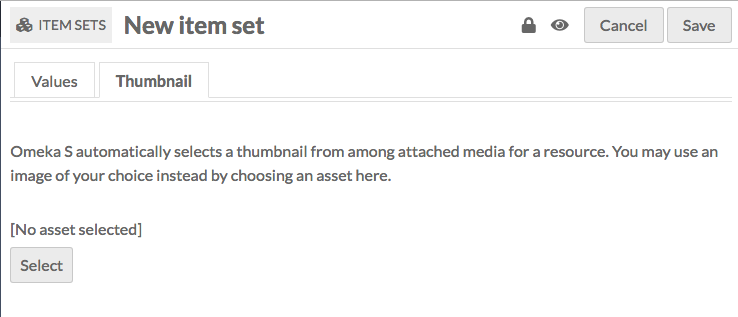 ITEM SETS New item set Cancel Save
Values Thumbnail
Omeka S automatically selects a thumbnail from among attached media for a resource. You may use an
image of your choice instead by choosing an asset here.
[No asset selected]
Select